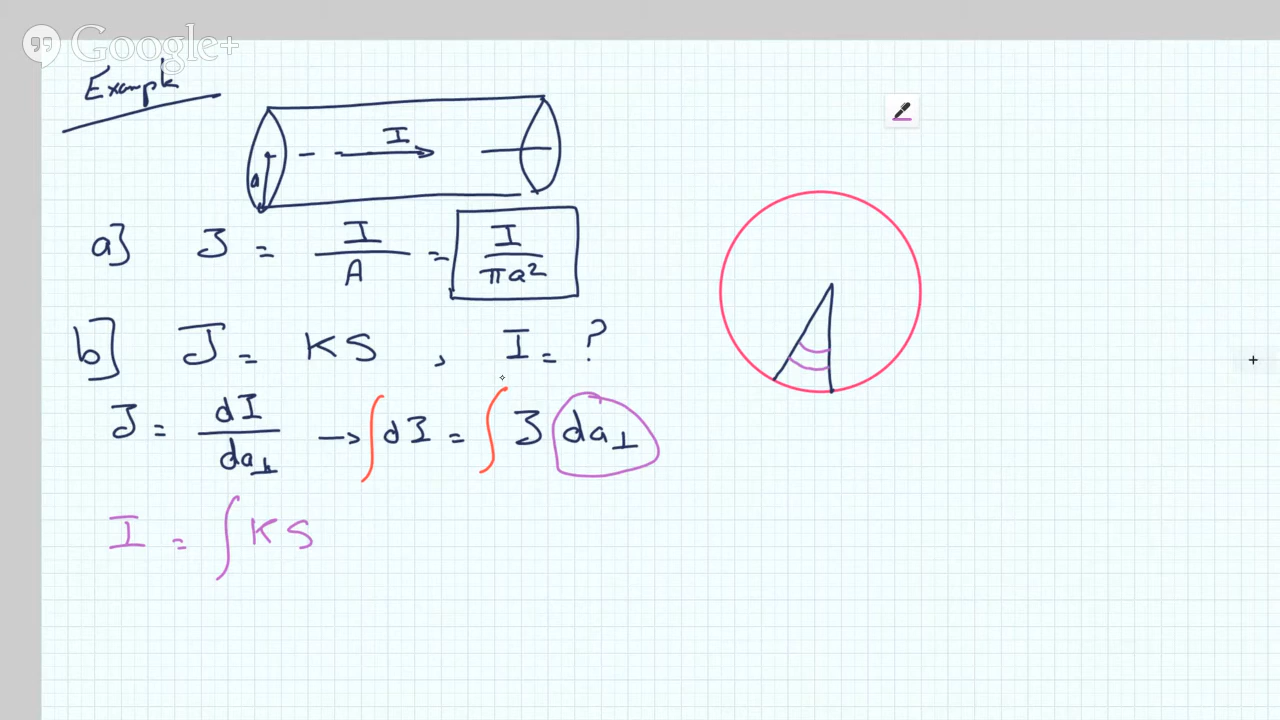 Google+
Example
I
a
a] J = I/A = I/πa²
b] J = KS , I = ?
J = dI/da⊥ → ∫dI = ∫ J da⊥
I = ∫ KS